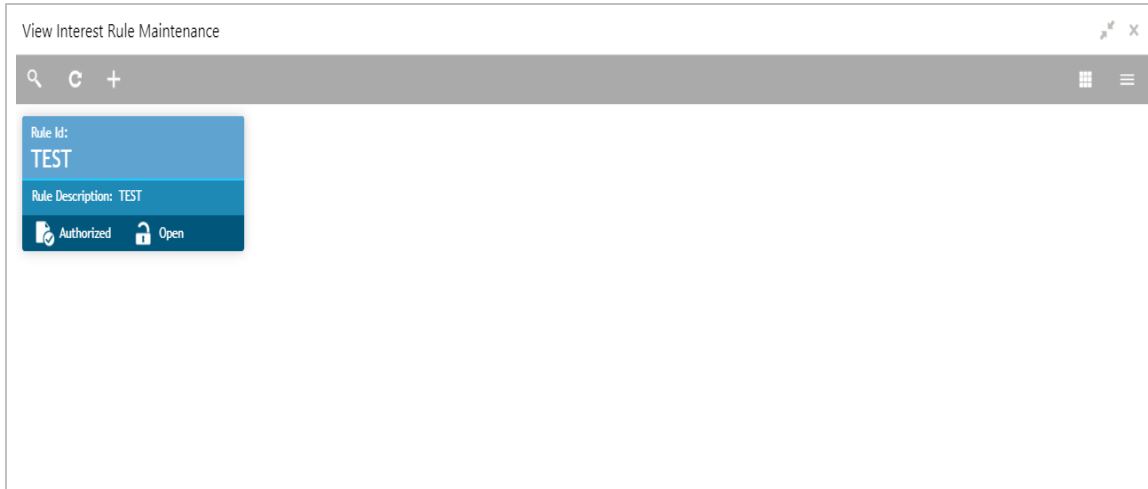 View Interest Rule Maintenance
Rule Id:
TEST
Rule Description: TEST
Authorized Open